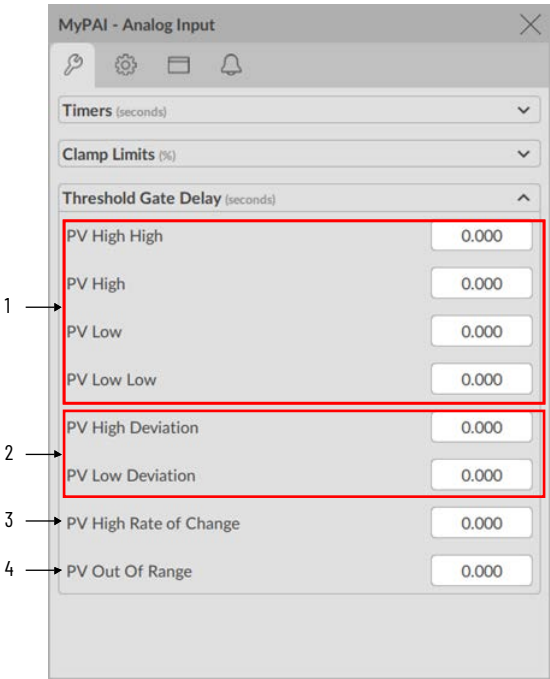 MyPAI - Analog Input
Timers (seconds)
Clamp Limits (%)
Threshold Gate Delay (seconds)
PV High High 0.000
PV High 0.000
1
PV Low 0.000
PV Low Low 0.000
PV High Deviation 0.000
2
PV Low Deviation 0.000
3 PV High Rate of Change 0.000
4 PV Out Of Range 0.000